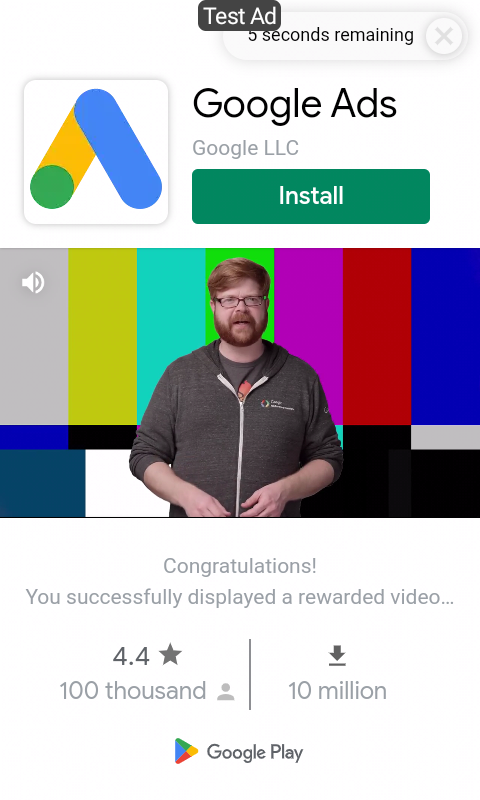 Test Ad
5 seconds remaining
Google Ads
Google LLC
Install
Congratulations!
You successfully displayed a rewarded video…
4.4
100 thousand
10 million
Google Play